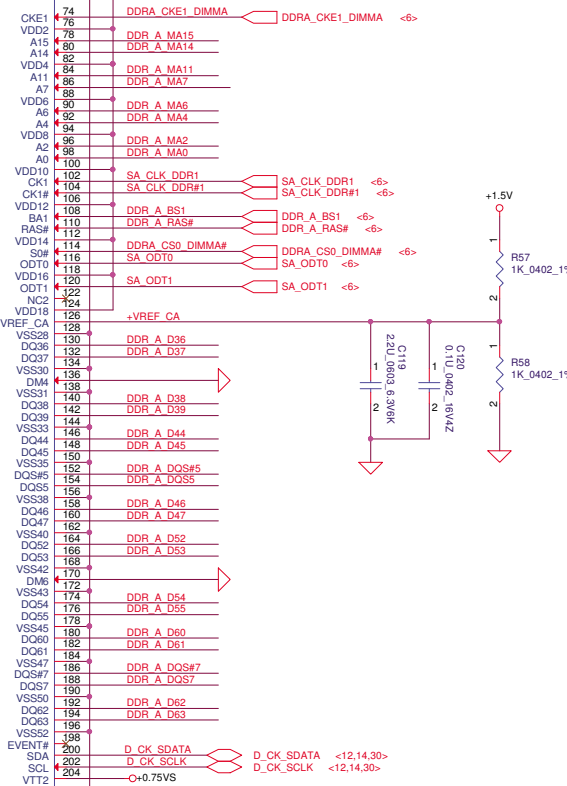 74 DDRA_CKE1_DIMMA DDRA_CKE1_DIMMA <6>
CKE1 76
VDD2 78 DDR_A_MA15
A15 80 DDR_A_MA14
A14 82
VDD4 84 DDR_A_MA11
A11 86 DDR_A_MA7
A7 88
VDD6 90 DDR_A_MA6
A6 92 DDR_A_MA4
A4 94
VDD8 96 DDR_A_MA2
A2 98 DDR_A_MA0
A0 100
VDD10 102 SA_CLK_DDR1 SA_CLK_DDR1 <6>
CK1 104 SA_CLK_DDR#1 SA_CLK_DDR#1 <6>
CK1# 106
VDD12 108 DDR_A_BS1 DDR_A_BS1 <6>
BA1 110 DDR_A_RAS# DDR_A_RAS# <6>
RAS# 112
VDD14 114 DDRA_CS0_DIMMA# DDRA_CS0_DIMMA# <6>
S0# 116 SA_ODT0 SA_ODT0 <6>
ODT0 118
VDD16 120 SA_ODT1 SA_ODT1 <6>
ODT1 122
NC2 124
VDD18 126 +VREF_CA
VREF_CA 128
VSS28 130 DDR_A_D36
DQ36 132 DDR_A_D37
DQ37 134
VSS30 136
DM4 138
VSS31 140 DDR_A_D38
DQ38 142 DDR_A_D39
DQ39 144
VSS33 146 DDR_A_D44
DQ44 148 DDR_A_D45
DQ45 150
VSS35 152 DDR_A_DQS#5
DQS#5 154 DDR_A_DQS5
DQS5 156
VSS38 158 DDR_A_D46
DQ46 160 DDR_A_D47
DQ47 162
VSS40 164 DDR_A_D52
DQ52 166 DDR_A_D53
DQ53 168
VSS42 170
DM6 172
VSS43 174 DDR_A_D54
DQ54 176 DDR_A_D55
DQ55 178
VSS45 180 DDR_A_D60
DQ60 182 DDR_A_D61
DQ61 184
VSS47 186 DDR_A_DQS#7
DQS#7 188 DDR_A_DQS7
DQS7 190
VSS50 192 DDR_A_D62
DQ62 194 DDR_A_D63
DQ63 196
VSS52 198
EVENT# 200 D_CK_SDATA D_CK_SDATA <12,14,30>
SDA 202 D_CK_SCLK D_CK_SCLK <12,14,30>
SCL 204
VTT2 +0.75VS
+1.5V
1
R57
1K_0402_1%
2
1
R58
1K_0402_1%
2
1
C119
2.2U_0603_6.3V6K
2
1
C120
0.1U_0402_16V4Z
2